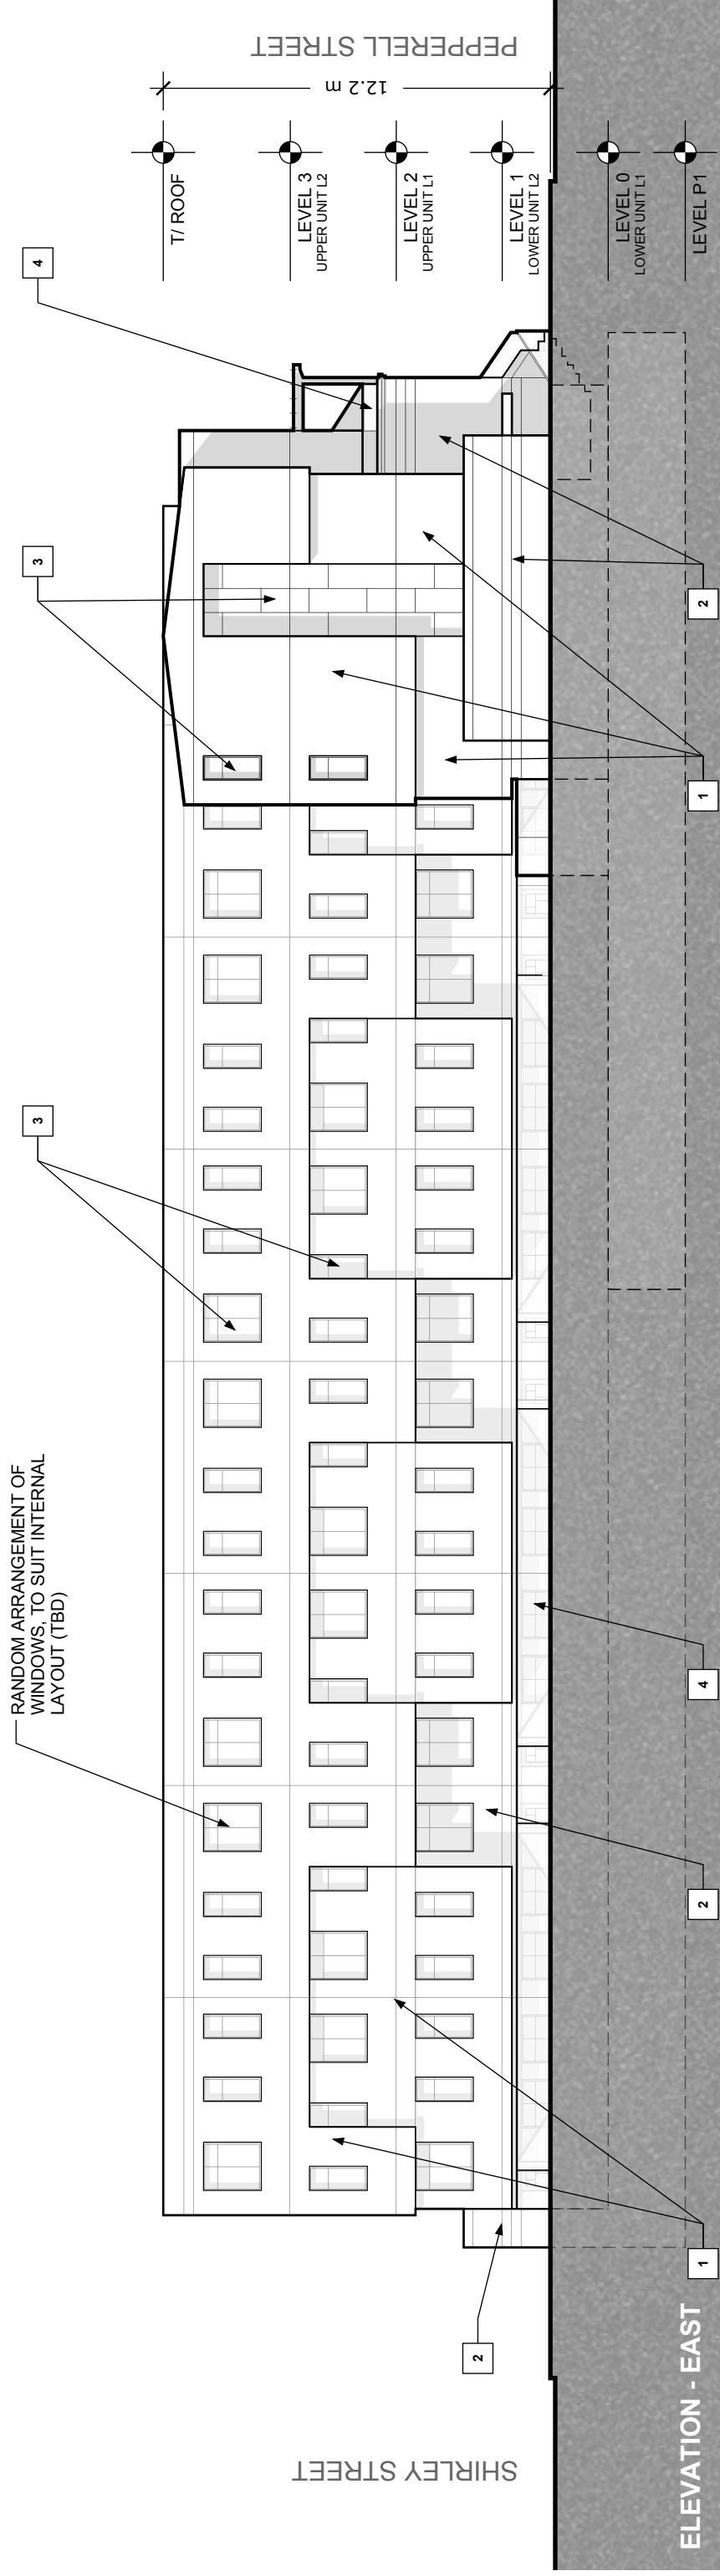 RANDOM ARRANGEMENT OF
WINDOWS, TO SUIT INTERNAL
LAYOUT (TBD)
3
3
4
T/ ROOF
LEVEL 3
UPPER UNIT L2
LEVEL 2
UPPER UNIT L1
LEVEL 1
LOWER UNIT L2
LEVEL 0
LOWER UNIT L1
LEVEL P1
12.2 m
PEPPERELL STREET
SHIRLEY STREET
2
1
2
4
1
2
ELEVATION - EAST